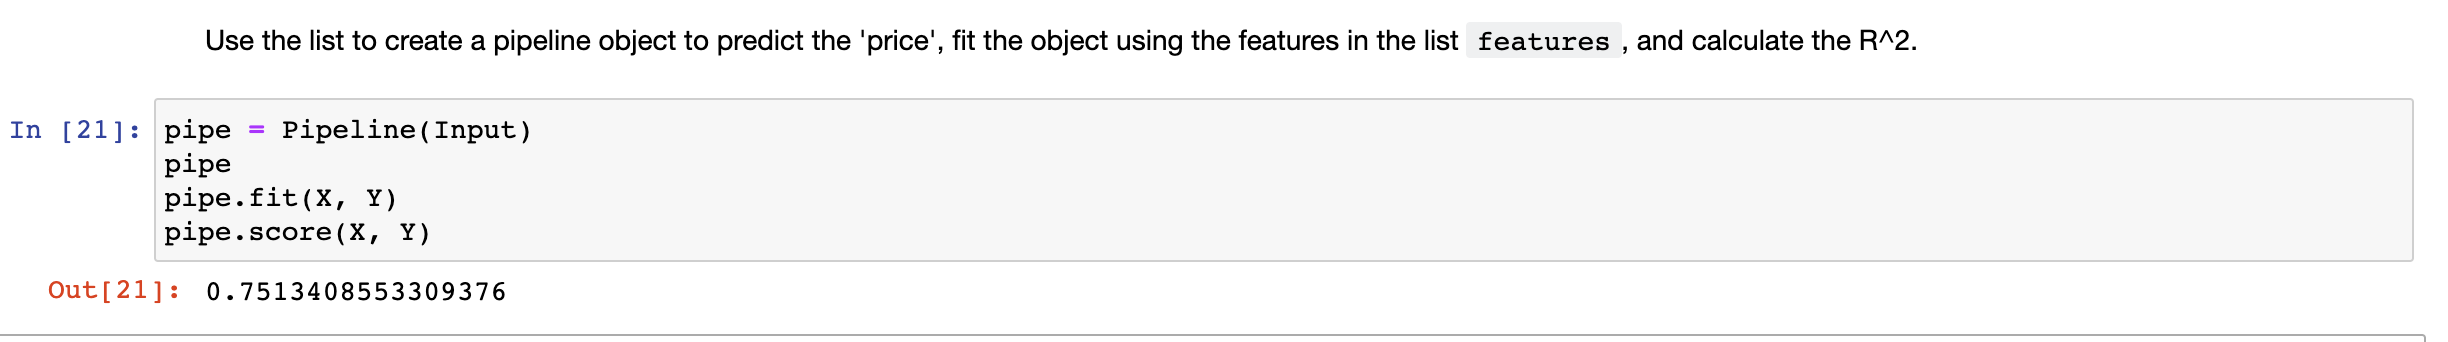 Use the list to create a pipeline object to predict the 'price', fit the object using the features in the list features , and calculate the R^2.
In [21]: pipe = Pipeline(Input)
pipe
pipe.fit(X, Y)
pipe.score(X, Y)
Out[21]: 0.7513408553309376